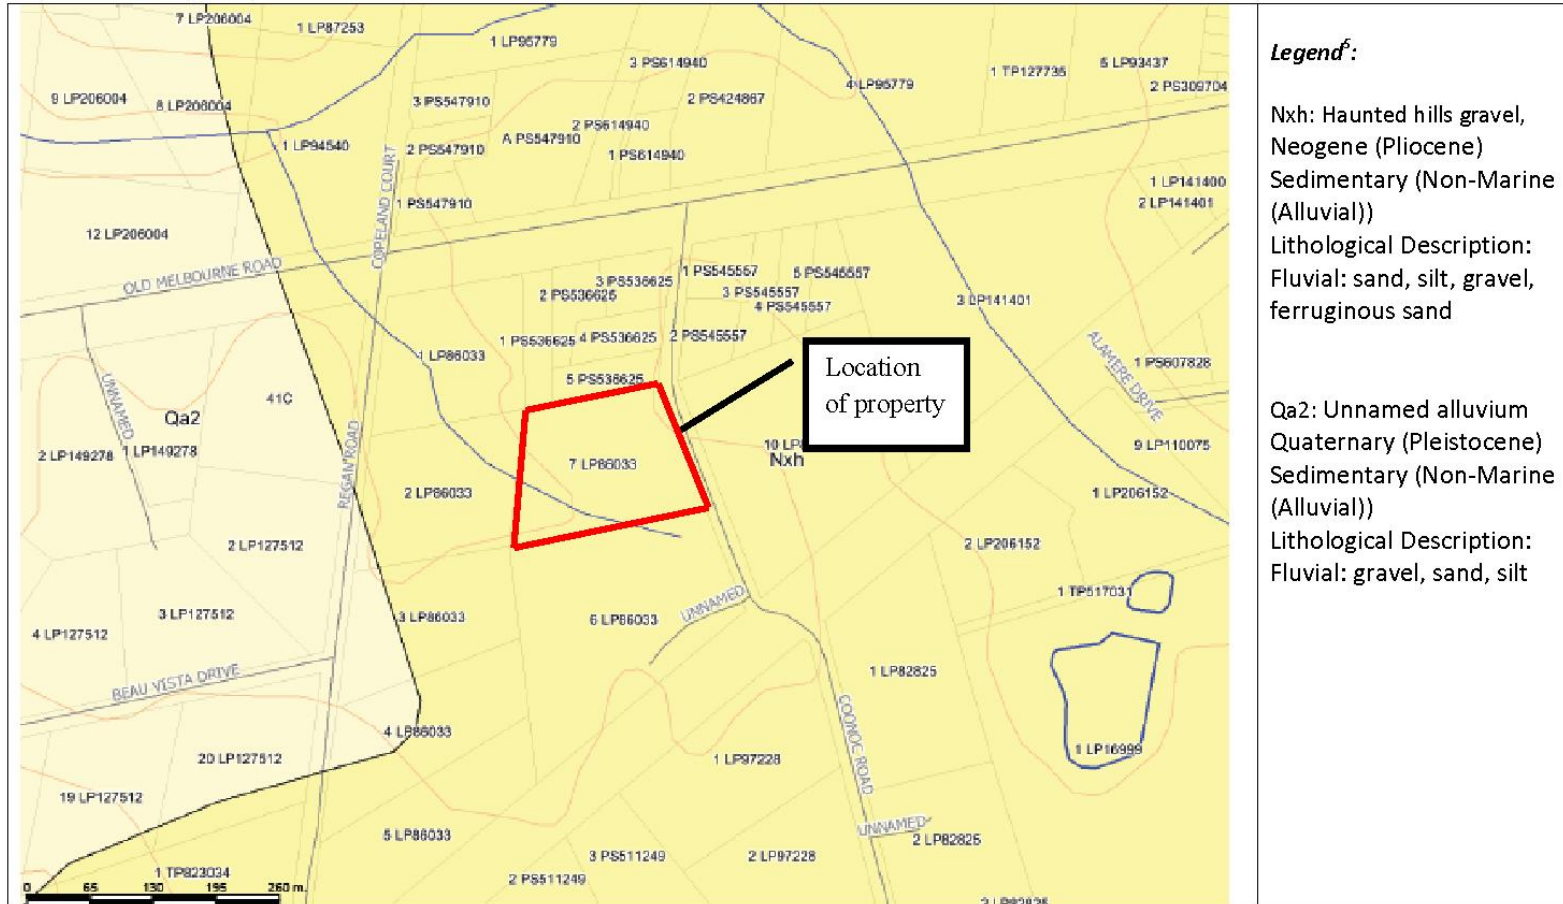 7 LP206004
1 LP87253
1 LP95779
3 PS614940
1 TP127735
5 LP93437
4 LP95779
2 PS309704
9 LP206004
8 LP206004
3 PS547910
2 PS424867
2 PS614940
A PS547910
1 LP94540
2 PS547910
1 PS614940
COPELAND COURT
1 LP141400
1 PS547910
2 LP141401
12 LP206004
OLD MELBOURNE ROAD
1 PS545557
5 PS545557
3 PS536625
2 PS536625
3 PS545557
4 PS545557
3 LP141401
1 PS536625
4 PS536625
2 PS545557
1 LP86033
ALAMERE DRIVE
1 PS607828
5 PS536625
Location
of property
UNNAMED
41C
Qa2
REGAN ROAD
2 LP149278
1 LP149278
7 LP86033
10 LP8
Nxh
9 LP110075
2 LP86033
1 LP206152
2 LP127512
2 LP206152
1 TP517031
3 LP127512
3 LP86033
6 LP86033
UNNAMED
4 LP127512
BEAU VISTA DRIVE
1 LP82825
4 LP86033
COONOC ROAD
20 LP127512
1 LP97228
1 LP16999
19 LP127512
5 LP86033
UNNAMED
2 LP82825
3 PS511249
2 LP97228
1 TP823034
2 PS511249
0 65 130 195 260 m.
Legend5:
Nxh: Haunted hills gravel,
Neogene (Pliocene)
Sedimentary (Non-Marine
(Alluvial))
Lithological Description:
Fluvial: sand, silt, gravel,
ferruginous sand
Qa2: Unnamed alluvium
Quaternary (Pleistocene)
Sedimentary (Non-Marine
(Alluvial))
Lithological Description:
Fluvial: gravel, sand, silt